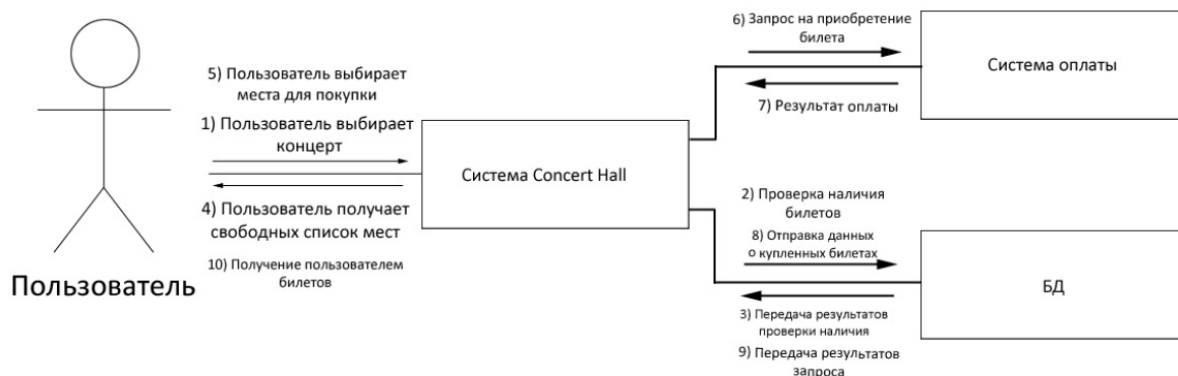 6) Запрос на приобретение
билета
Система оплаты
7) Результат оплаты
5) Пользователь выбирает
места для покупки
1) Пользователь выбирает
концерт
Система Concert Hall
4) Пользователь получает
свободных список мест
10) Получение пользователем
билетов
Пользователь
2) Проверка наличия
билетов
8) Отправка данных
о купленных билетах
БД
3) Передача результатов
проверки наличия
9) Передача результатов
запроса